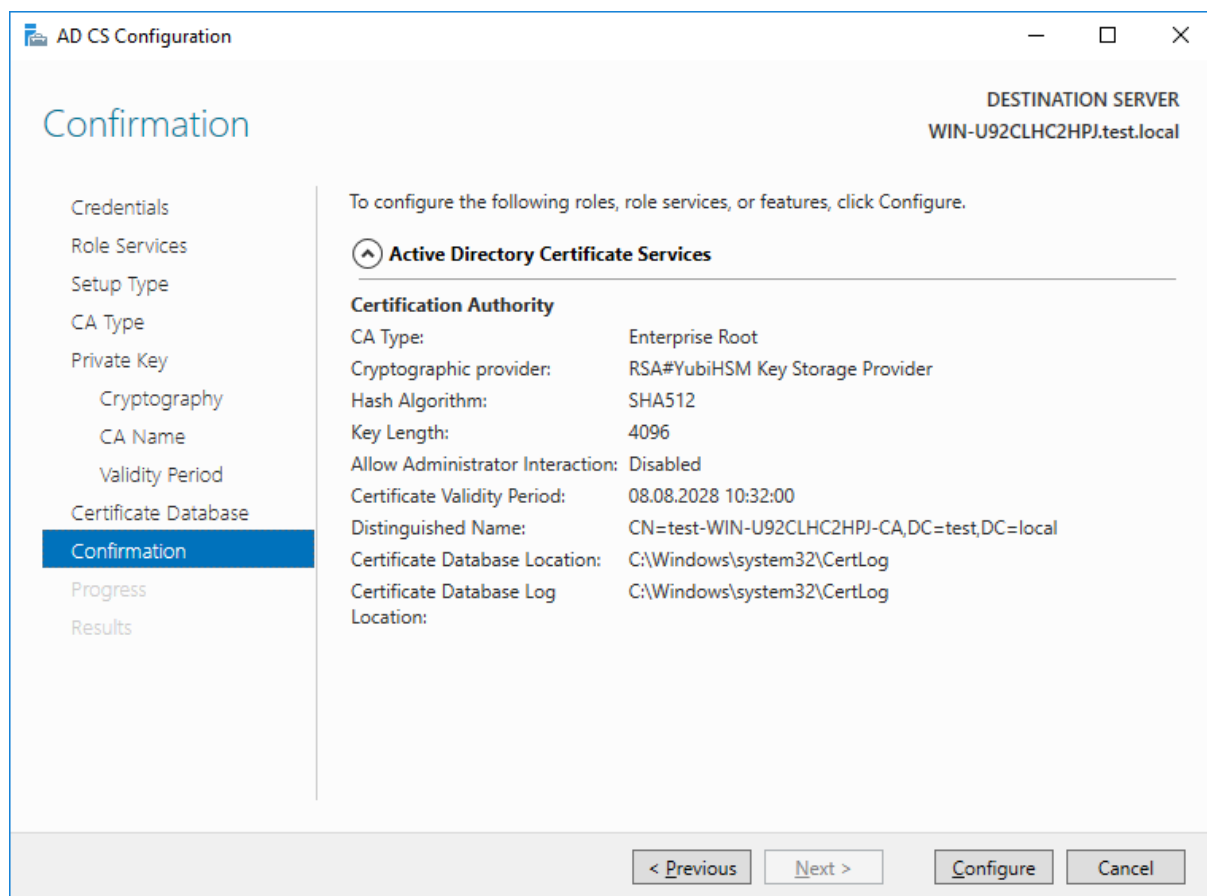 AD CS Configuration
Confirmation
DESTINATION SERVER
WIN-U92CLHC2HPJ.test.local
Credentials
Role Services
Setup Type
CA Type
Private Key
Cryptography
CA Name
Validity Period
Certificate Database
Confirmation
Progress
Results
To configure the following roles, role services, or features, click Configure.
Active Directory Certificate Services
Certification Authority
CA Type: Enterprise Root
Cryptographic provider: RSA#YubiHSM Key Storage Provider
Hash Algorithm: SHA512
Key Length: 4096
Allow Administrator Interaction: Disabled
Certificate Validity Period: 08.08.2028 10:32:00
Distinguished Name: CN=test-WIN-U92CLHC2HPJ-CA,DC=test,DC=local
Certificate Database Location: C:\Windows\system32\CertLog
Certificate Database Log C:\Windows\system32\CertLog
Location:
< Previous Next > Configure Cancel